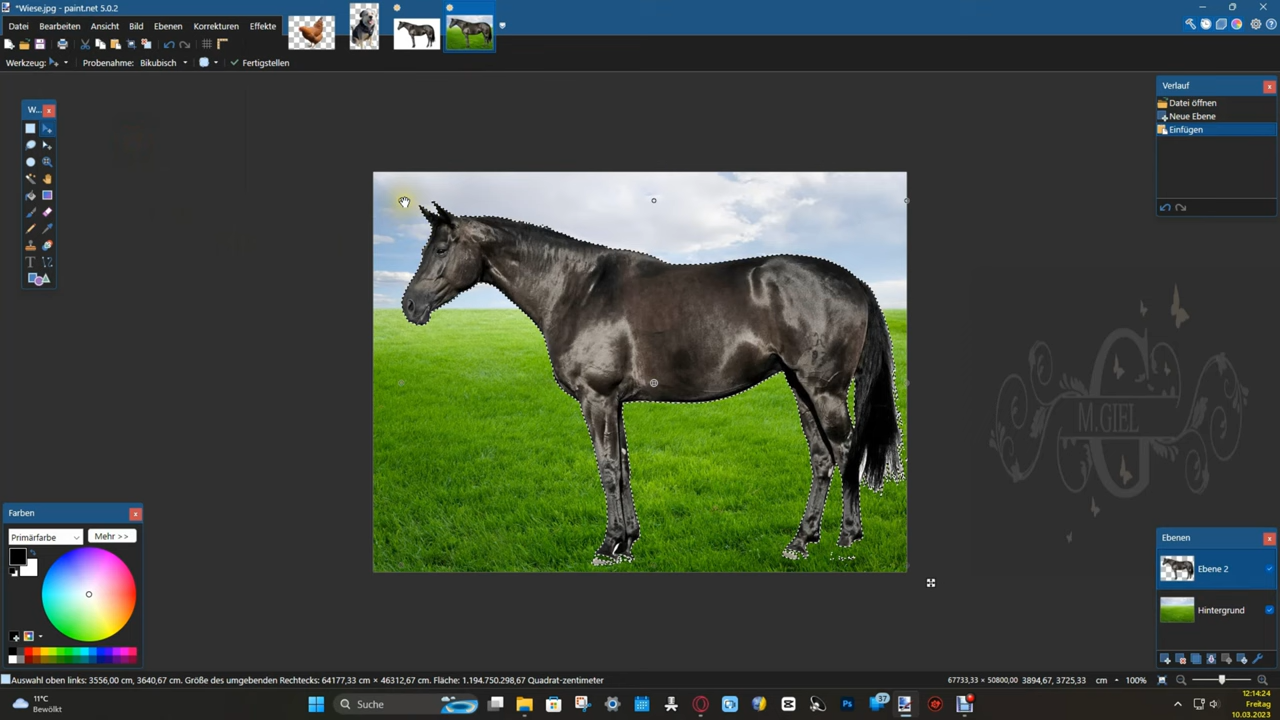 *Wiese.jpg - paint.net 5.0.2
Datei Bearbeiten Ansicht Bild Ebenen Korrekturen Effekte
Werkzeug: Probenahme: Bikubisch Fertigstellen
W...
Verlauf
Datei öffnen
Neue Ebene
Einfügen
M.GIEL
Farben
Primärfarbe Mehr >>
Ebenen
Ebene 2
Hintergrund
Auswahl oben links: 3556,00 cm, 3640,67 cm. Größe des umgebenden Rechtecks: 64177,33 cm × 46312,67 cm. Fläche: 1.194.750.298,67 Quadrat-zentimeter
67733,33 × 50800,00 3894,67, 3725,33 cm 100%
11°C
Bewölkt
Suche
Ps
37
12:14:24
Freitag
10.03.2023